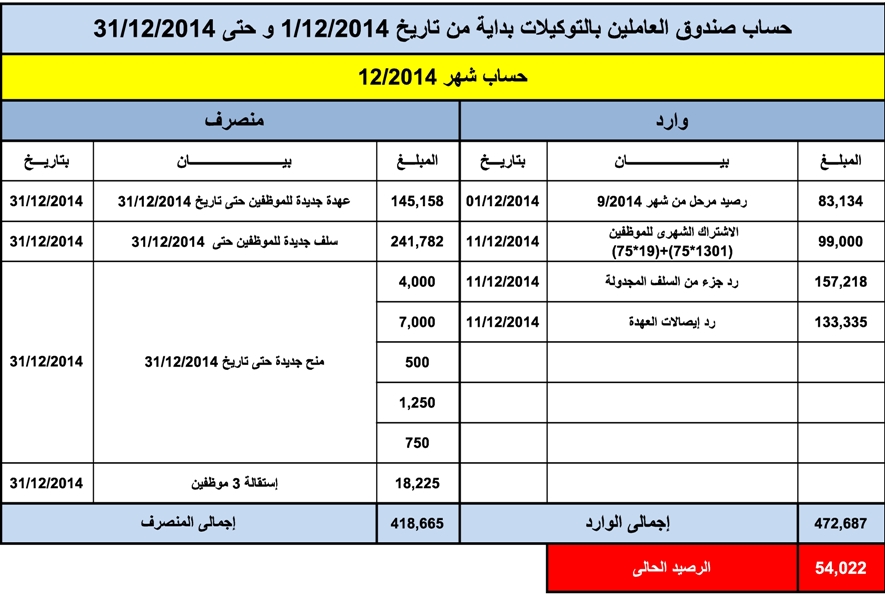 حساب صندوق العاملين بالتوكيلات بداية من تاريخ 1/12/2014 و حتى 31/12/2014
حساب شهر 12/2014
وارد منصرف
المبلــغ بيـــــــــــــــان بتاريـــخ المبلــغ بيـــــــــــــــان بتاريـــخ
83,134 رصيد مرحل من شهر 9/2014 01/12/2014 145,158 عهدة جديدة للموظفين حتى تاريخ 31/12/2014 31/12/2014
99,000 الاشتراك الشهرى للموظفين 11/12/2014 241,782 سلف جديدة للموظفين حتى 31/12/2014 31/12/2014
(75*19)+(75*1301)
157,218 رد جزء من السلف المجدولة 11/12/2014 4,000
133,335 رد إيصالات العهدة 11/12/2014 7,000
500 منح جديدة حتى تاريخ 31/12/2014 31/12/2014
1,250
750
18,225 إستقالة 3 موظفين 31/12/2014
472,687 إجمالى الوارد 418,665 إجمالى المنصرف
54,022 الرصيد الحالى